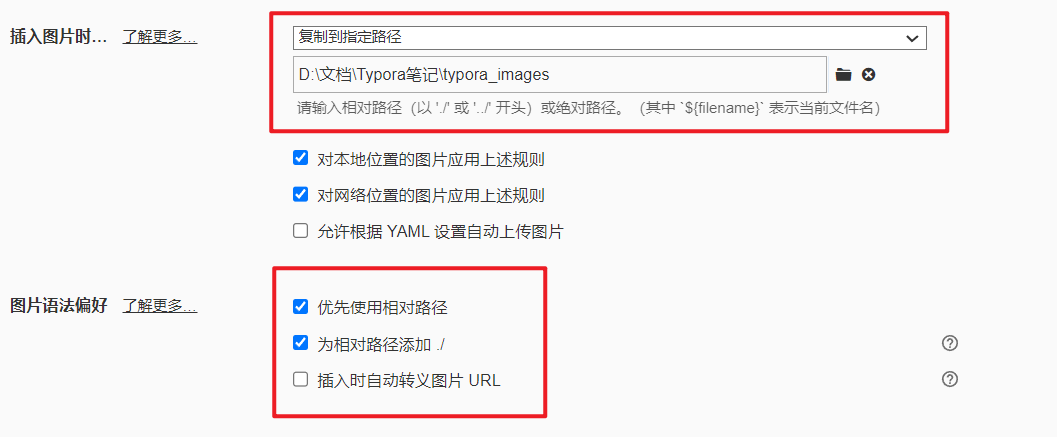 插入图片时... 了解更多... 复制到指定路径
D:\文档\Typora笔记\typora_images
请输入相对路径（以 './' 或 '../' 开头）或绝对路径。（其中 `${filename}` 表示当前文件名）
对本地位置的图片应用上述规则
对网络位置的图片应用上述规则
允许根据 YAML 设置自动上传图片
图片语法偏好 了解更多... 优先使用相对路径
为相对路径添加 ./
插入时自动转义图片 URL